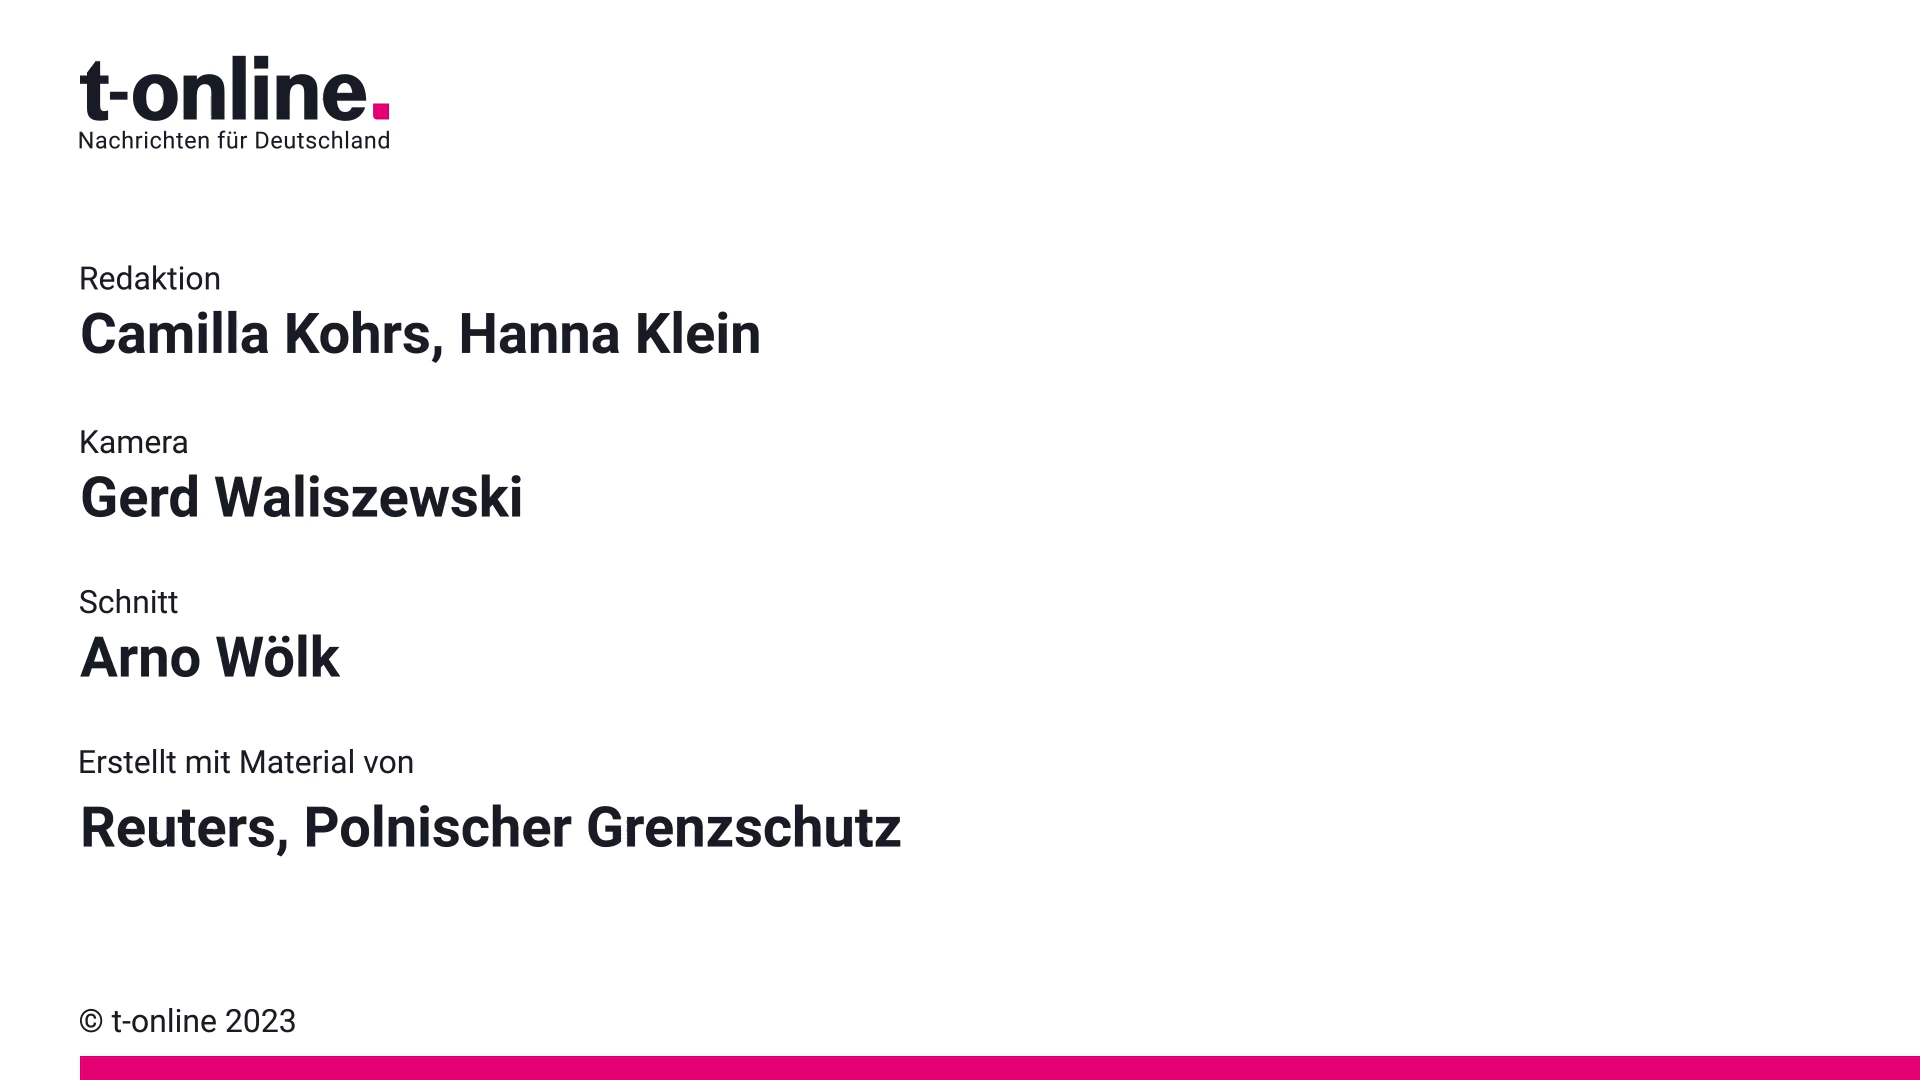 t-online.
Nachrichten für Deutschland
Redaktion
Camilla Kohrs, Hanna Klein
Kamera
Gerd Waliszewski
Schnitt
Arno Wölk
Erstellt mit Material von
Reuters, Polnischer Grenzschutz
© t-online 2023